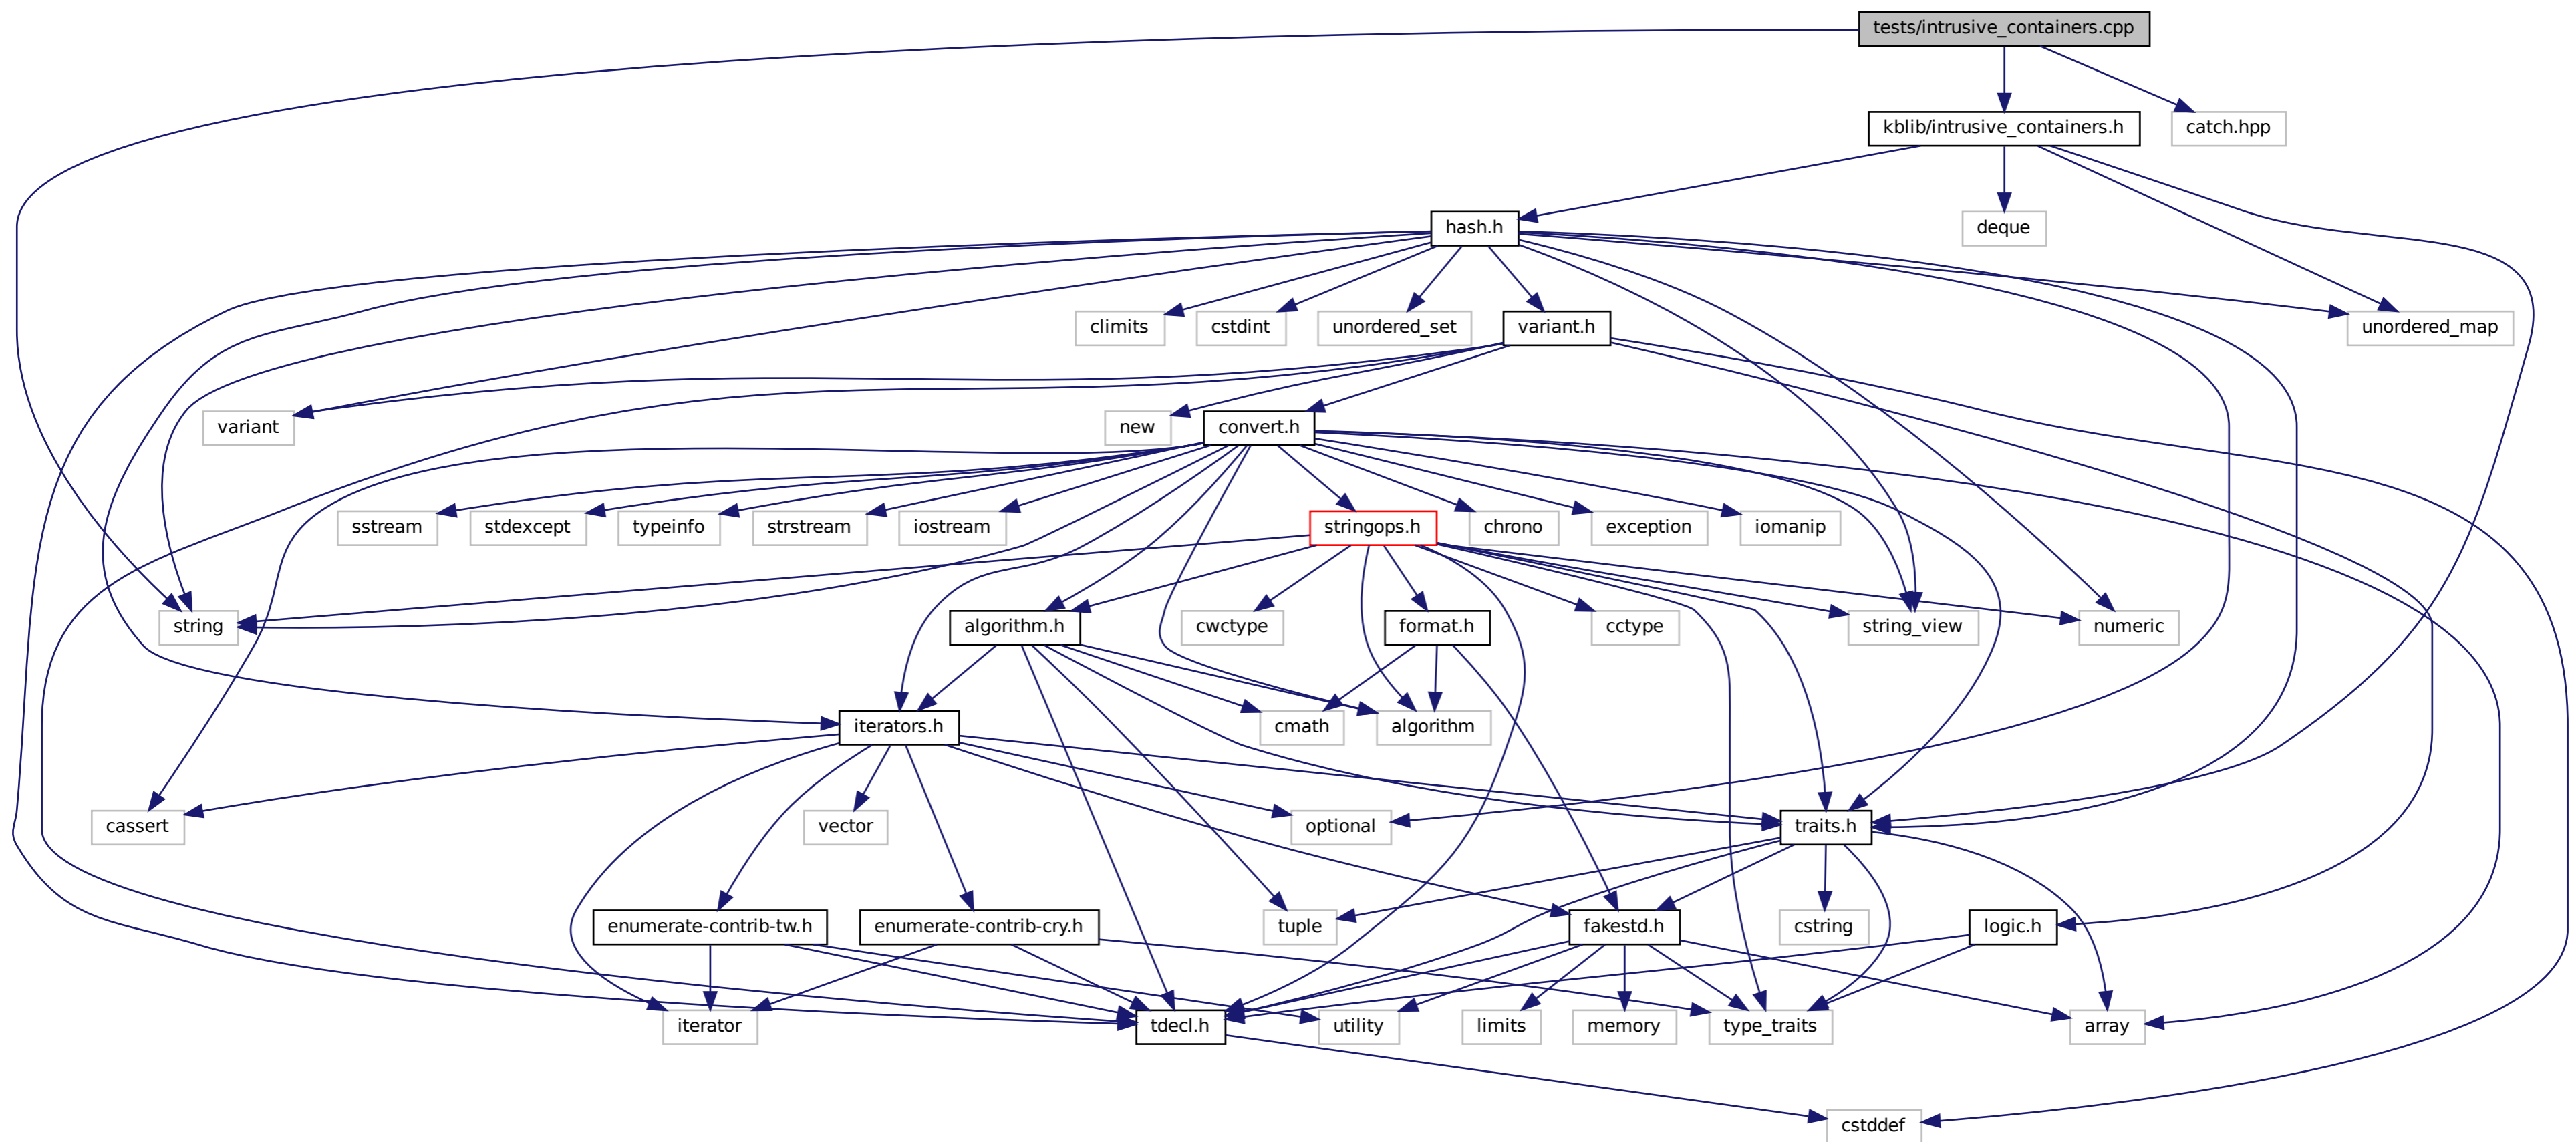 tests/intrusive_containers.cpp
kblib/intrusive_containers.h
catch.hpp
hash.h
deque
climits
cstdint
unordered_set
variant.h
unordered_map
variant
new
convert.h
sstream
stdexcept
typeinfo
strstream
iostream
stringops.h
chrono
exception
iomanip
string
algorithm.h
cwctype
format.h
cctype
string_view
numeric
iterators.h
cmath
algorithm
cassert
vector
optional
traits.h
enumerate-contrib-tw.h
enumerate-contrib-cry.h
tuple
fakestd.h
cstring
logic.h
iterator
tdecl.h
utility
limits
memory
type_traits
array
cstddef